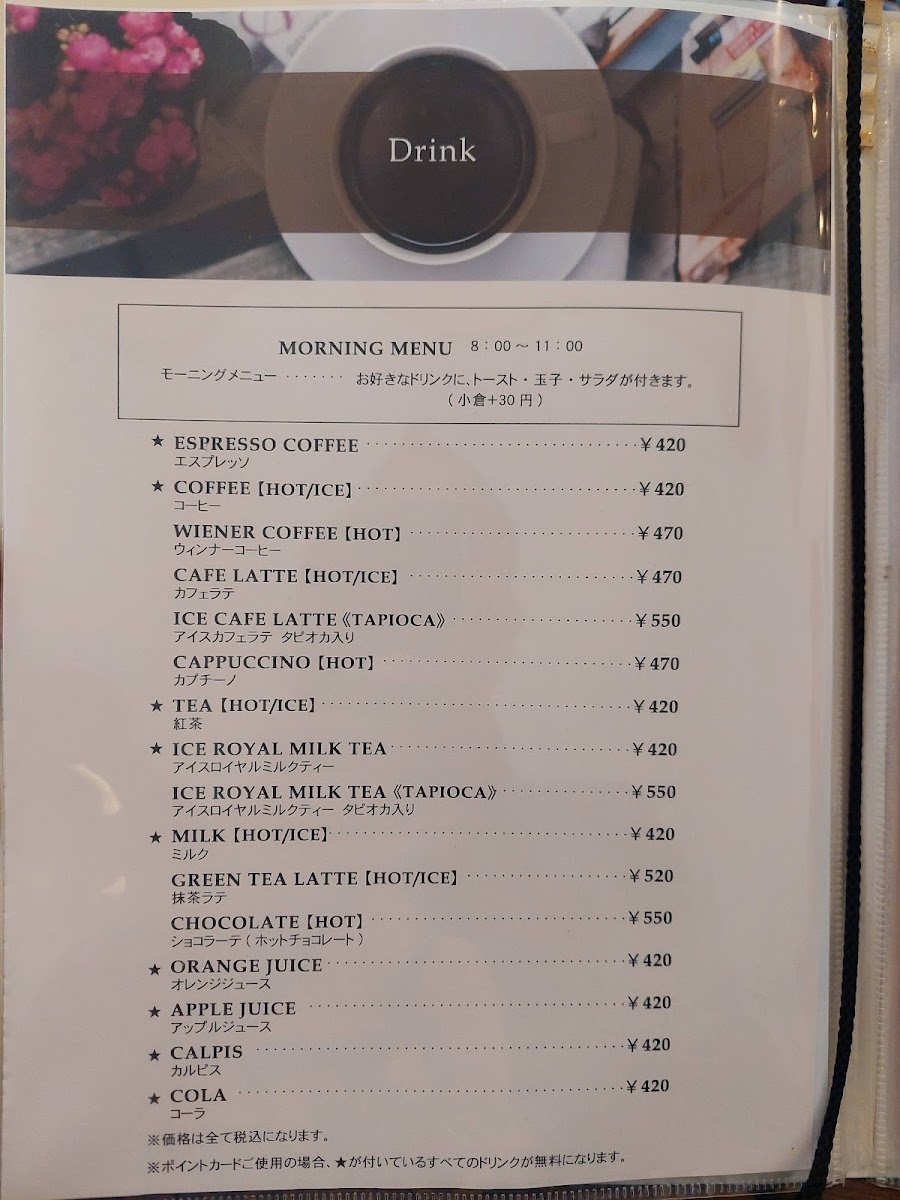 Drink
MORNING MENU 8:00~11:00
モーニングメニュー ······· お好きなドリンクに、トースト・玉子・サラダが付きます。
(小倉+30円)
★ ESPRESSO COFFEE ¥420
エスプレッソ
★ COFFEE【HOT/ICE】 ¥420
コーヒー
WIENER COFFEE【HOT】 ¥470
ウィンナーコーヒー
CAFE LATTE【HOT/ICE】 ¥470
カフェラテ
ICE CAFE LATTE《TAPIOCA》 ¥550
アイスカフェラテ タピオカ入り
CAPPUCCINO【HOT】 ¥470
カプチーノ
★ TEA【HOT/ICE】 ¥420
紅茶
★ ICE ROYAL MILK TEA ¥420
アイスロイヤルミルクティー
ICE ROYAL MILK TEA《TAPIOCA》 ¥550
アイスロイヤルミルクティー タピオカ入り
★ MILK【HOT/ICE】 ¥420
ミルク
GREEN TEA LATTE【HOT/ICE】 ¥520
抹茶ラテ
CHOCOLATE【HOT】 ¥550
ショコラーテ(ホットチョコレート)
★ ORANGE JUICE ¥420
オレンジジュース
★ APPLE JUICE ¥420
アップルジュース
★ CALPIS ¥420
カルピス
★ COLA ¥420
コーラ
※価格は全て税込になります。
※ポイントカードご使用の場合、★が付いているすべてのドリンクが無料になります。